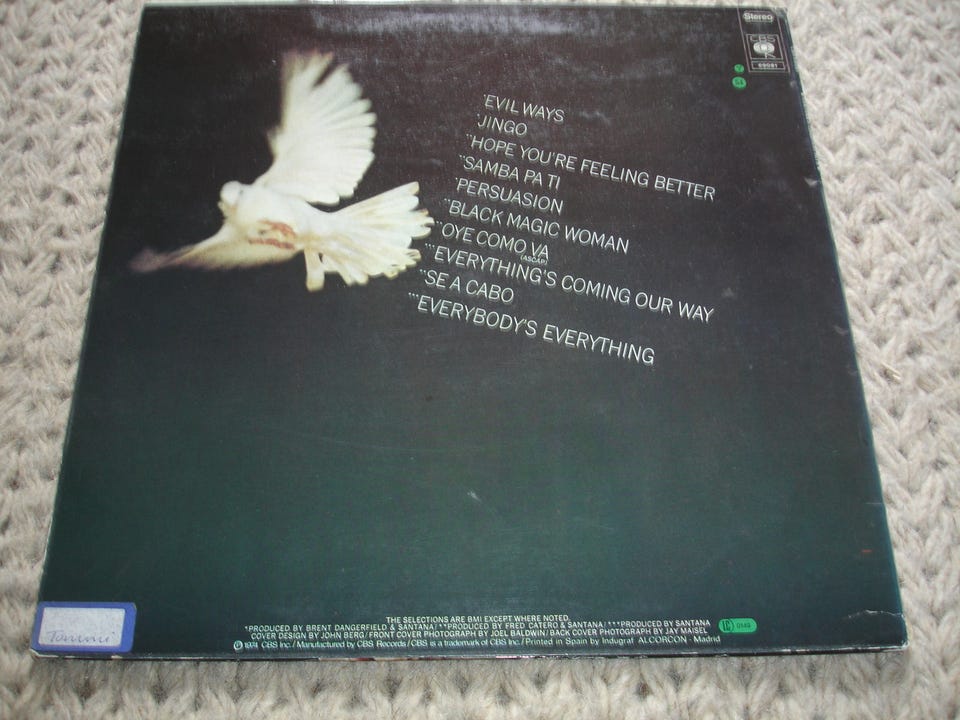 Stereo
CBS
69081
Y
54
*EVIL WAYS
*JINGO
**HOPE YOU'RE FEELING BETTER
**SAMBA PA TI
*PERSUASION
**BLACK MAGIC WOMAN
**OYE COMO VA
(ASCAP)
***EVERYTHING'S COMING OUR WAY
**SE A CABO
***EVERYBODY'S EVERYTHING
THE SELECTIONS ARE BMI EXCEPT WHERE NOTED.
*PRODUCED BY BRENT DANGERFIELD & SANTANA/**PRODUCED BY FRED CATERO & SANTANA/***PRODUCED BY SANTANA
COVER DESIGN BY JOHN BERG/FRONT COVER PHOTOGRAPH BY JOEL BALDWIN/BACK COVER PHOTOGRAPH BY JAY MAISEL
℗ 1974 CBS Inc./Manufactured by CBS Records/CBS is a trademark of CBS Inc./Printed in Spain by Indugraf ALCORCON - Madrid
Tommi